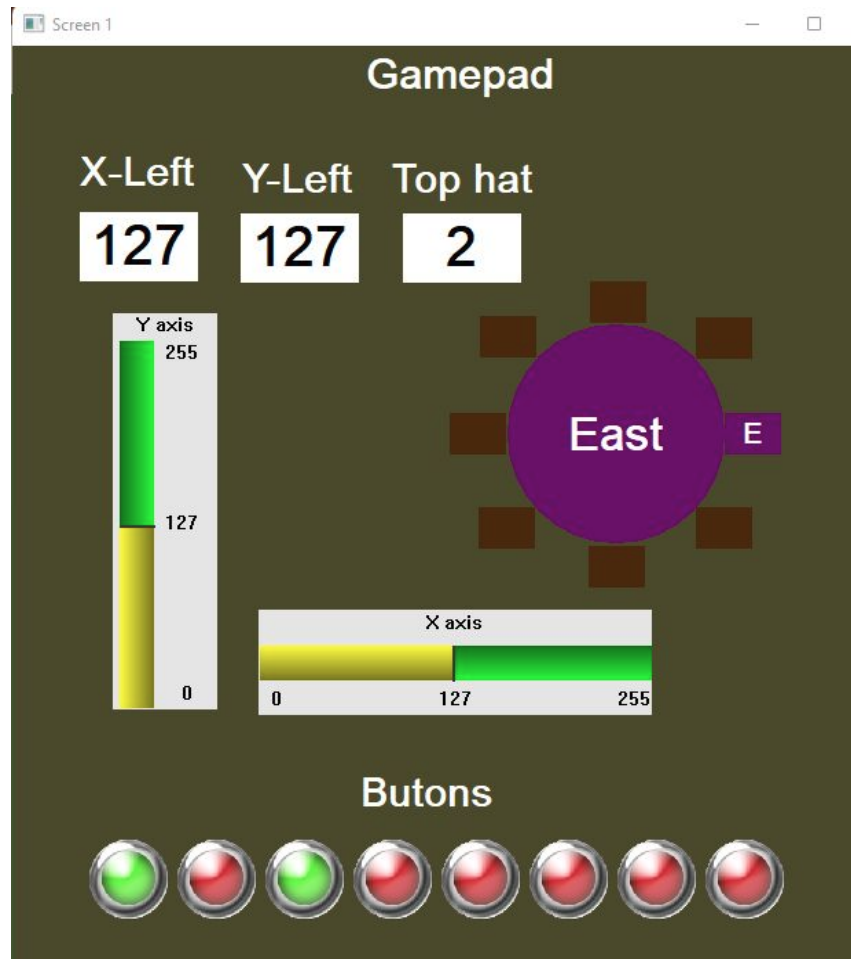 Screen 1
Gamepad
X-Left Y-Left Top hat
127 127 2
Y axis
255
127
0
East E
X axis
0 127 255
Butons